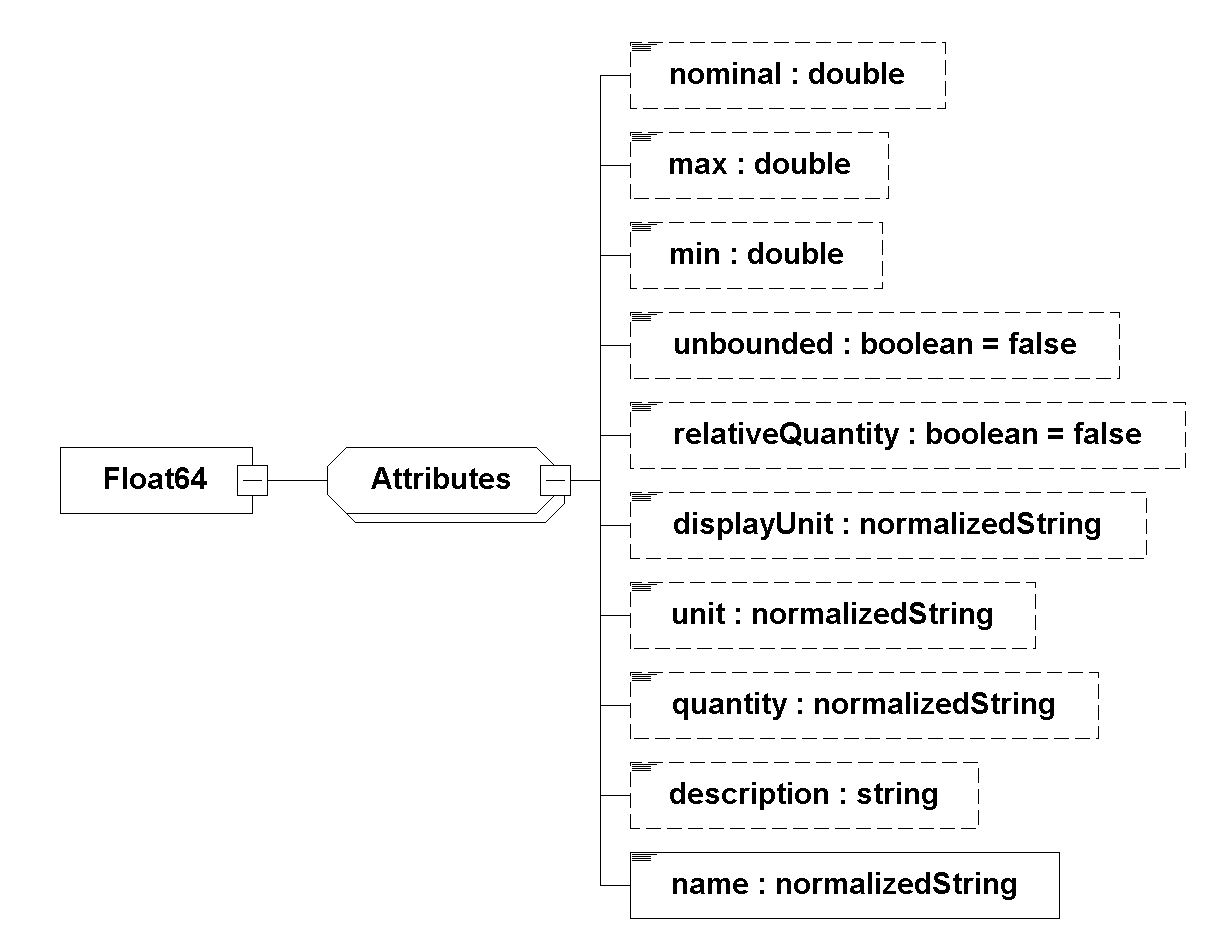 Float64
Attributes
nominal : double
max : double
min : double
unbounded : boolean = false
relativeQuantity : boolean = false
displayUnit : normalizedString
unit : normalizedString
quantity : normalizedString
description : string
name : normalizedString